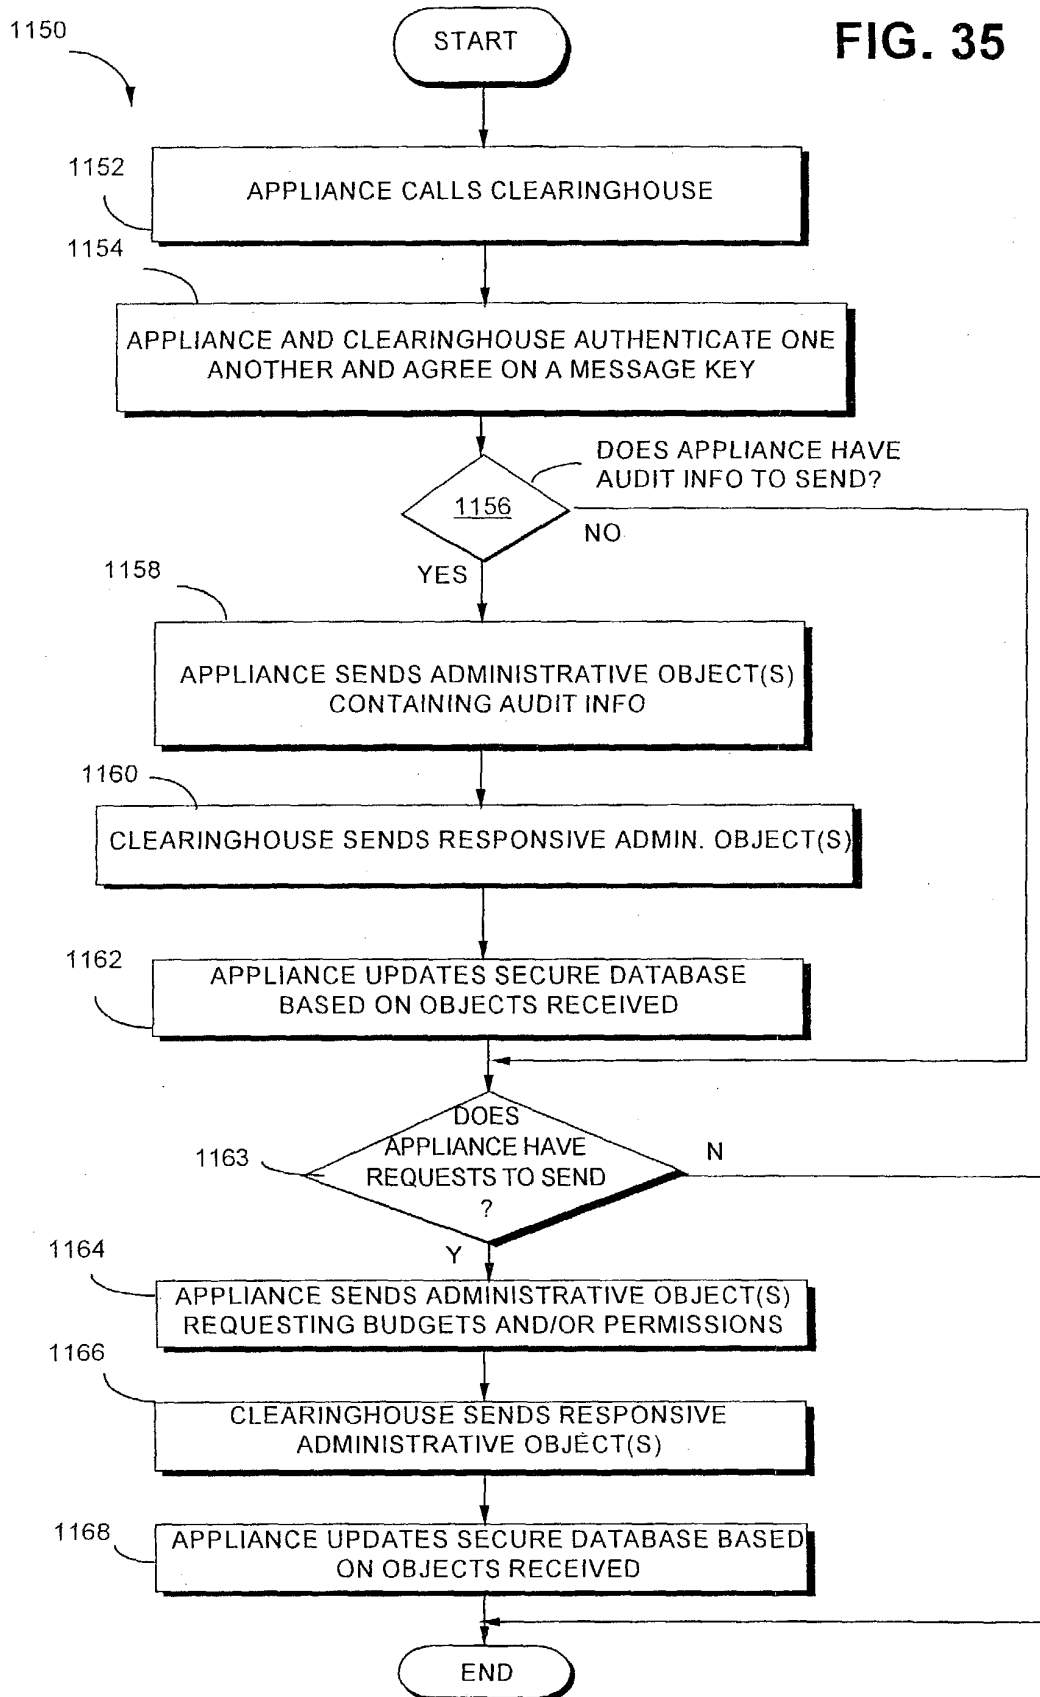 1150
START
FIG. 35
1152
APPLIANCE CALLS CLEARINGHOUSE
1154
APPLIANCE AND CLEARINGHOUSE AUTHENTICATE ONE
ANOTHER AND AGREE ON A MESSAGE KEY
DOES APPLIANCE HAVE
AUDIT INFO TO SEND?
1156
NO
YES
1158
APPLIANCE SENDS ADMINISTRATIVE OBJECT(S)
CONTAINING AUDIT INFO
1160
CLEARINGHOUSE SENDS RESPONSIVE ADMIN. OBJECT(S)
1162
APPLIANCE UPDATES SECURE DATABASE
BASED ON OBJECTS RECEIVED
DOES
APPLIANCE HAVE
REQUESTS TO SEND
?
1163
N
Y
1164
APPLIANCE SENDS ADMINISTRATIVE OBJECT(S)
REQUESTING BUDGETS AND/OR PERMISSIONS
1166
CLEARINGHOUSE SENDS RESPONSIVE
ADMINISTRATIVE OBJECT(S)
1168
APPLIANCE UPDATES SECURE DATABASE BASED
ON OBJECTS RECEIVED
END